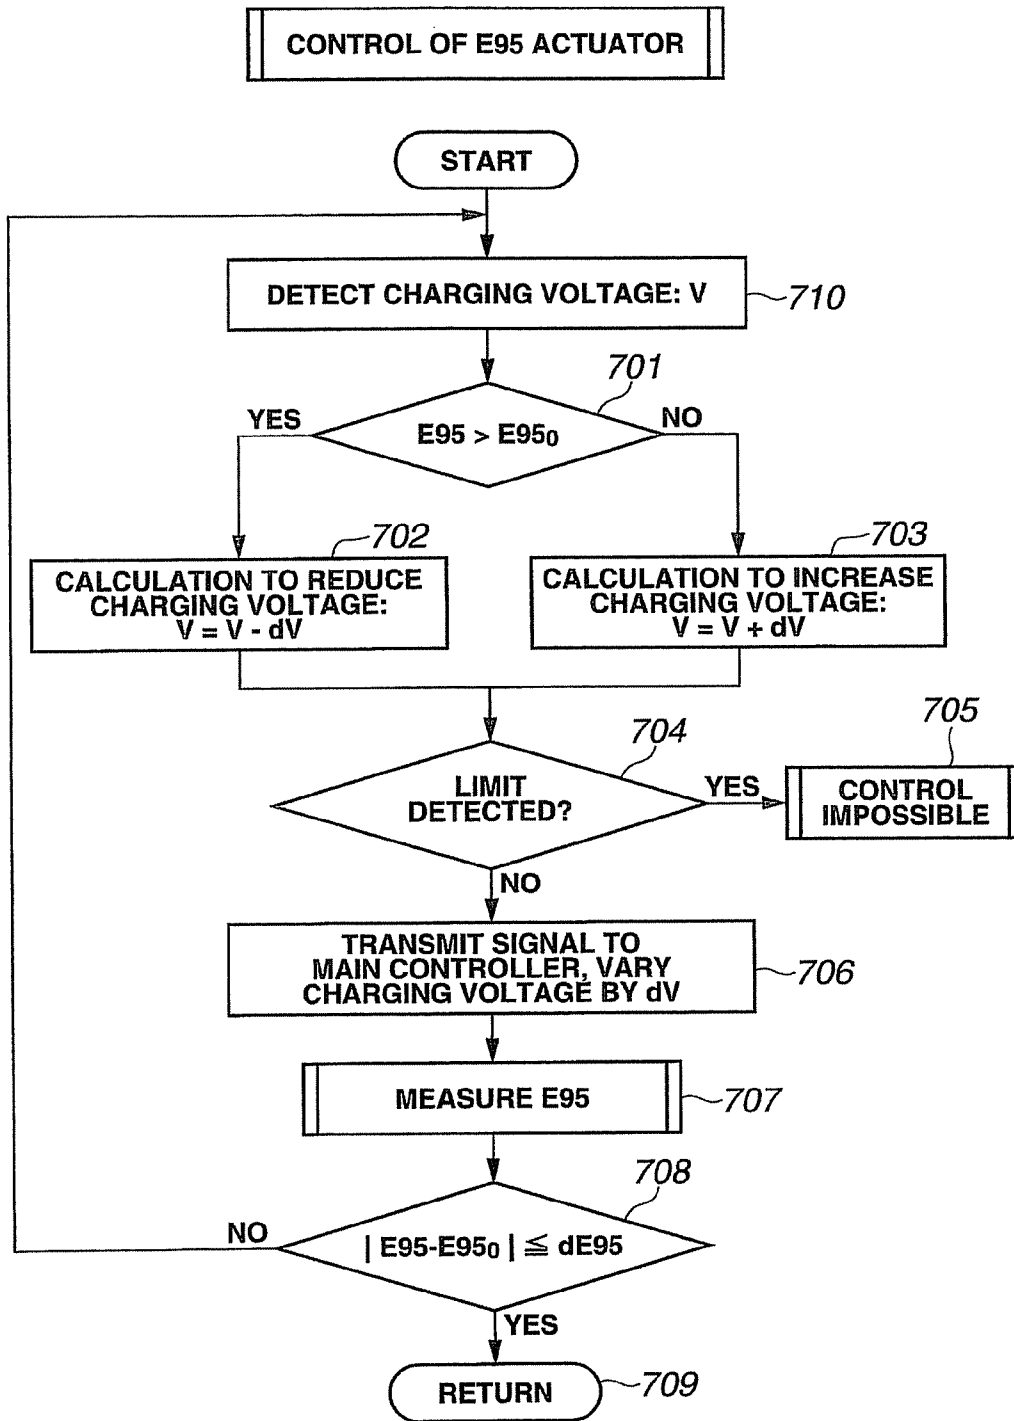 CONTROL OF E95 ACTUATOR
START
DETECT CHARGING VOLTAGE: V
710
701
YES
NO
E95 > E95₀
702
703
CALCULATION TO REDUCE
CHARGING VOLTAGE:
V = V - dV
CALCULATION TO INCREASE
CHARGING VOLTAGE:
V = V + dV
704
705
LIMIT
DETECTED?
YES
CONTROL
IMPOSSIBLE
NO
TRANSMIT SIGNAL TO
MAIN CONTROLLER, VARY
CHARGING VOLTAGE BY dV
706
MEASURE E95
707
708
NO
| E95-E95₀ | ≦ dE95
YES
RETURN
709